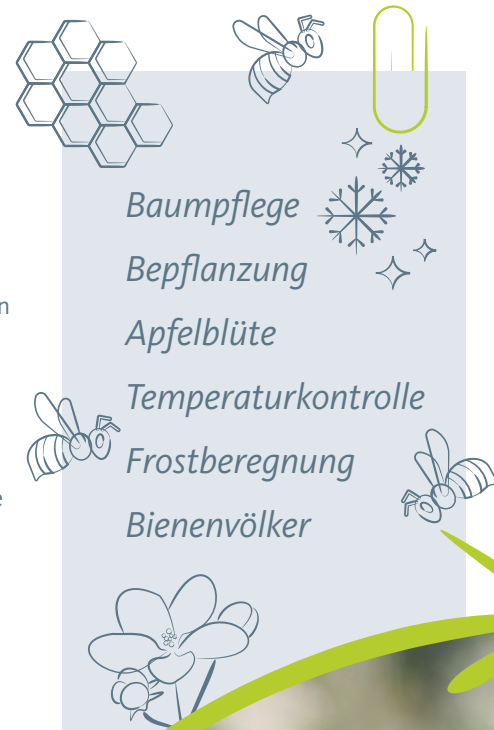 Baumpflege
Bepflanzung
Apfelblüte
Temperaturkontrolle
Frostberegnung
Bienenvölker